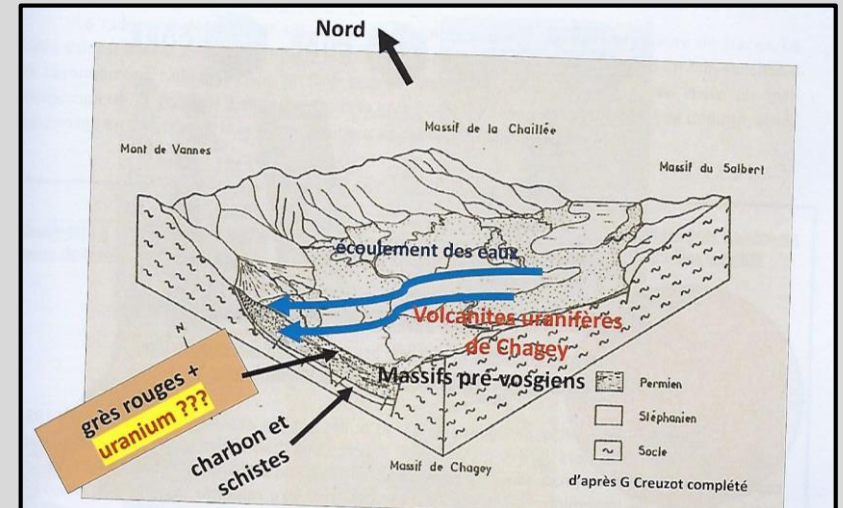 Nord
Massif de la Chaillée
Mont de Vannes
Massif du Salbert
écoulement des eaux
Volcanites uranifères
de Chagey
Massifs pré-vosgiens
N
grès rouges +
uranium ???
charbon et
schistes
Massif de Chagey
Permien
Stéphanien
Socle
d'après G Creuzot complété